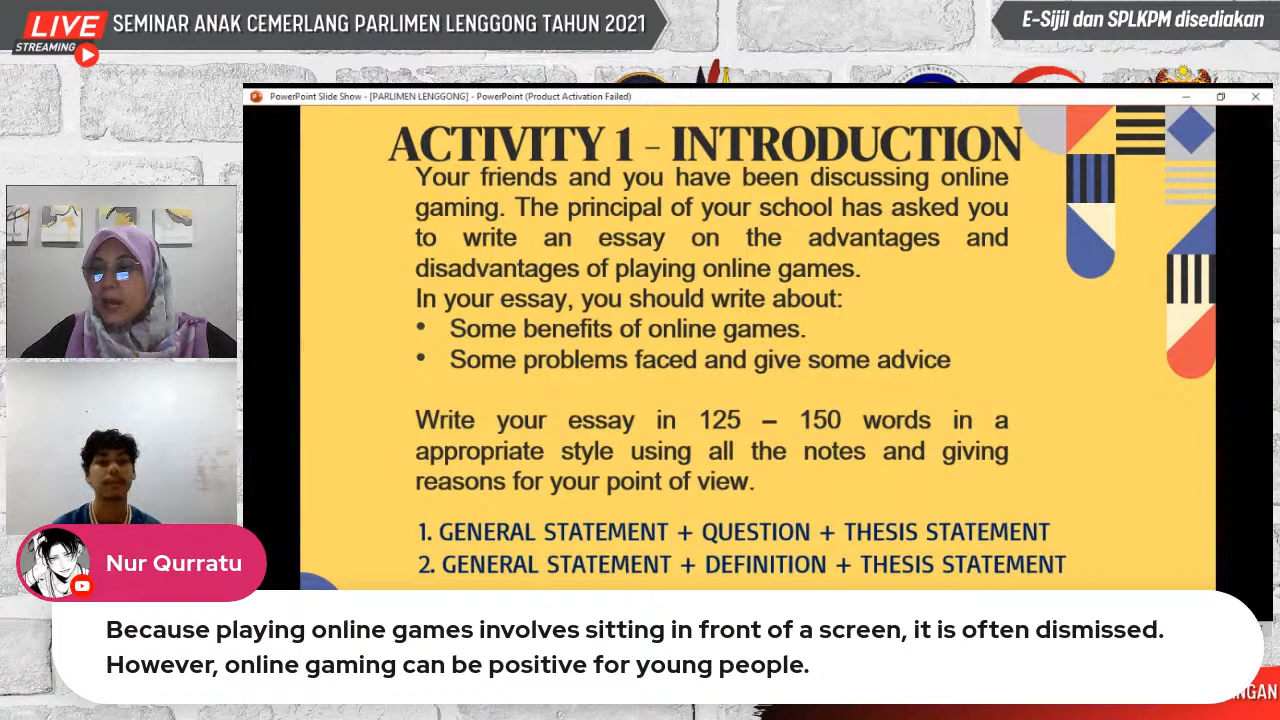 LIVE
STREAMING
SEMINAR ANAK CEMERLANG PARLIMEN LENGGONG TAHUN 2021
E-Sijil dan SPLKPM disediakan
PowerPoint Slide Show - [PARLIMEN LENGGONG] - PowerPoint (Product Activation Failed)
ACTIVITY 1 - INTRODUCTION
Your friends and you have been discussing online
gaming. The principal of your school has asked you
to write an essay on the advantages and
disadvantages of playing online games.
In your essay, you should write about:
• Some benefits of online games.
• Some problems faced and give some advice
Write your essay in 125 – 150 words in a
appropriate style using all the notes and giving
reasons for your point of view.
1. GENERAL STATEMENT + QUESTION + THESIS STATEMENT
2. GENERAL STATEMENT + DEFINITION + THESIS STATEMENT
Nur Qurratu
Because playing online games involves sitting in front of a screen, it is often dismissed.
However, online gaming can be positive for young people.